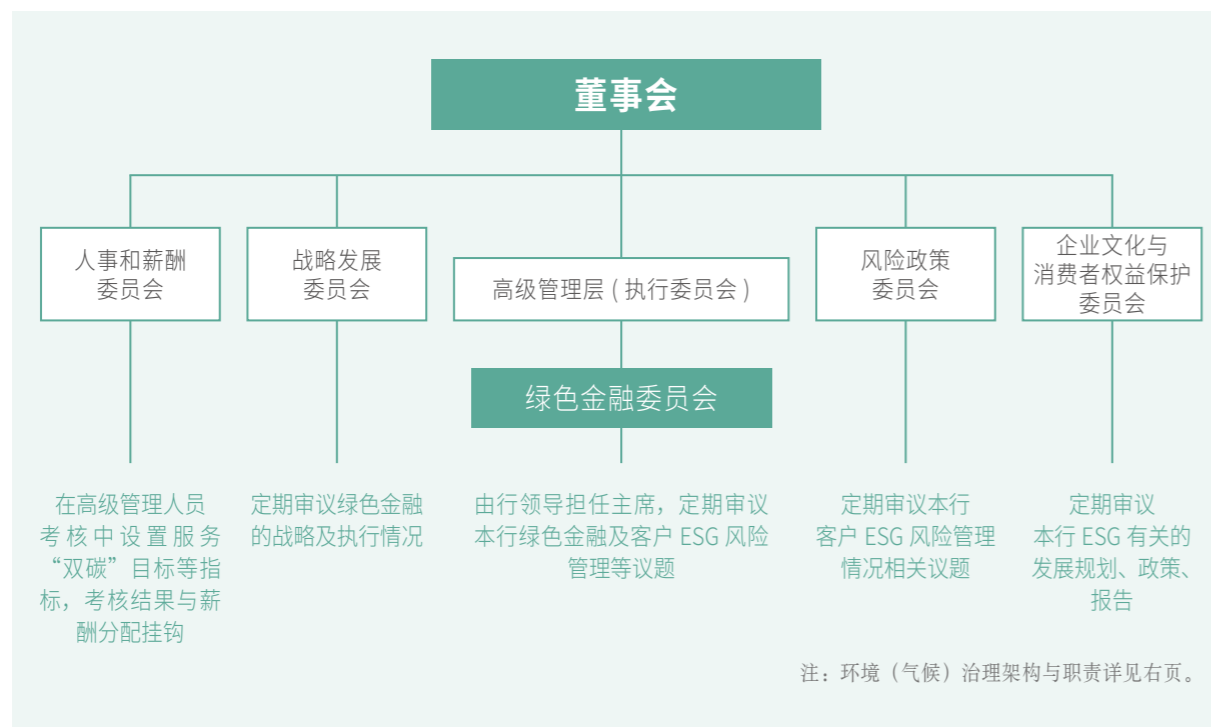 董事会
人事和薪酬
委员会
战略发展
委员会
高级管理层 ( 执行委员会 )
风险政策
委员会
企业文化与
消费者权益保护
委员会
绿色金融委员会
在高级管理人员
考核中设置服务
“双碳”目标等指
标，考核结果与薪
酬分配挂钩
定期审议绿色金融
的战略及执行情况
由行领导担任主席，定期审议
本行绿色金融及客户 ESG 风险
管理等议题
定期审议本行
客户 ESG 风险管理
情况相关议题
定期审议
本行 ESG 有关的
发展规划、政策、
报告
注：环境（气候）治理架构与职责详见右页。